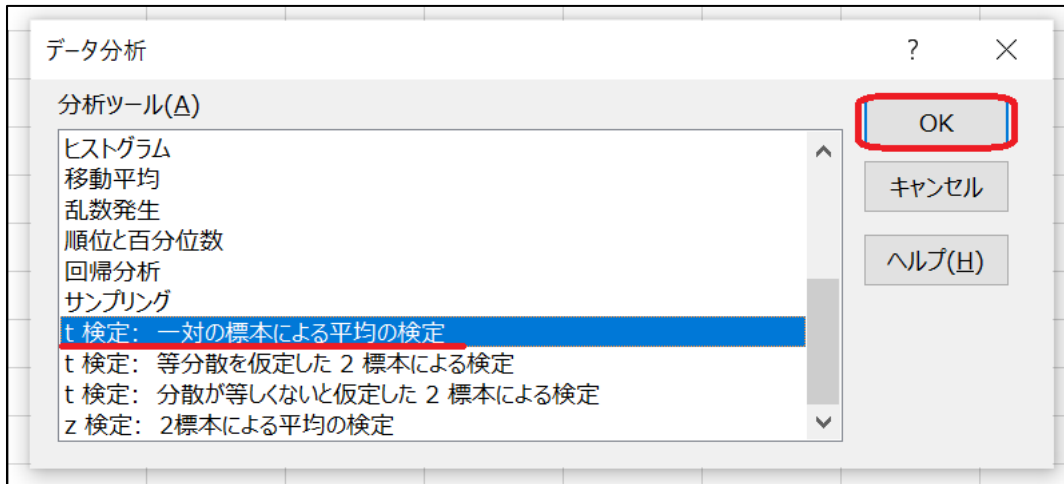 データ分析
?
分析ツール(A)
ヒストグラム
移動平均
乱数発生
順位と百分位数
回帰分析
サンプリング
t 検定: 一対の標本による平均の検定
t 検定: 等分散を仮定した 2 標本による検定
t 検定: 分散が等しくないと仮定した 2 標本による検定
z 検定: 2標本による平均の検定
OK
キャンセル
ヘルプ(H)